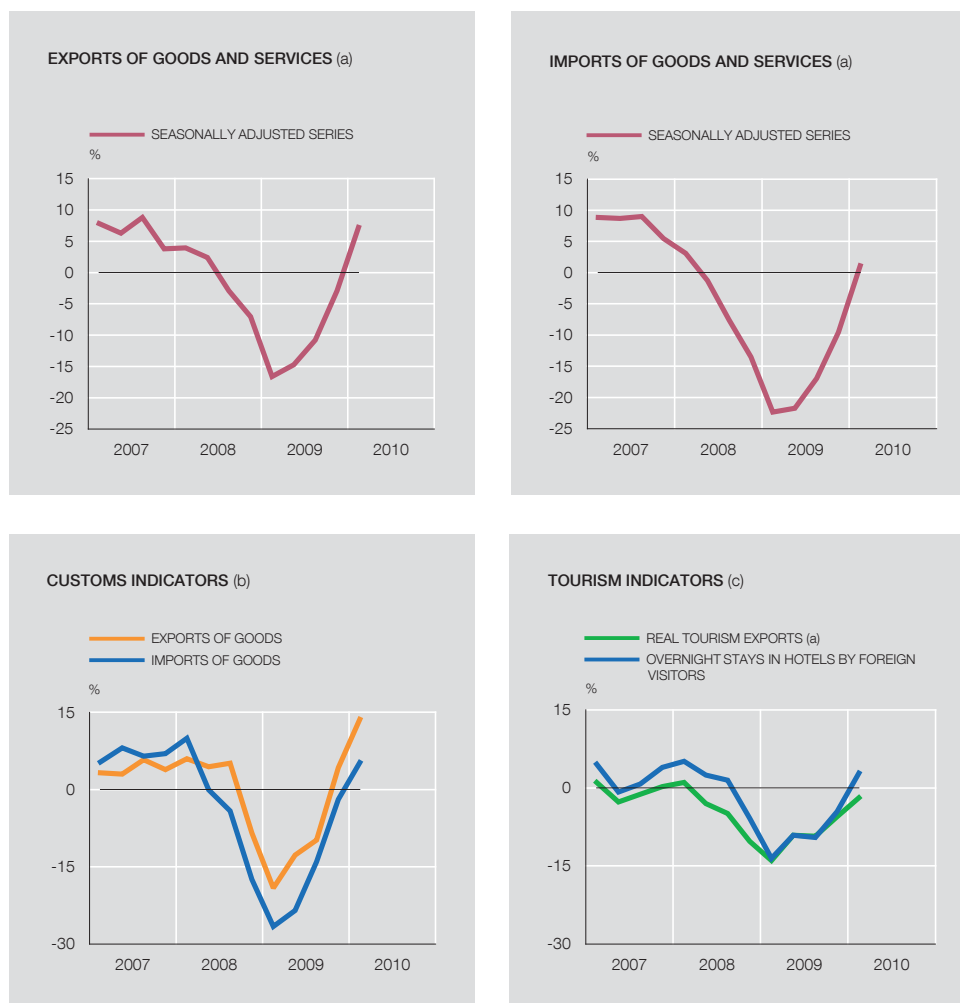 EXPORTS OF GOODS AND SERVICES (a)
SEASONALLY ADJUSTED SERIES
%
15
10
5
0
-5
-10
-15
-20
-25
2007 2008 2009 2010
IMPORTS OF GOODS AND SERVICES (a)
SEASONALLY ADJUSTED SERIES
%
15
10
5
0
-5
-10
-15
-20
-25
2007 2008 2009 2010
CUSTOMS INDICATORS (b)
EXPORTS OF GOODS
IMPORTS OF GOODS
%
15
0
-15
-30
2007 2008 2009 2010
TOURISM INDICATORS (c)
REAL TOURISM EXPORTS (a)
OVERNIGHT STAYS IN HOTELS BY FOREIGN
VISITORS
%
15
0
-15
-30
2007 2008 2009 2010